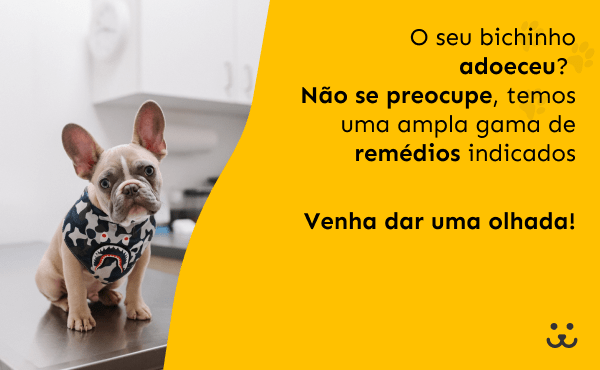 O seu bichinho
adoeceu?
Não se preocupe, temos
uma ampla gama de
remédios indicados
Venha dar uma olhada!